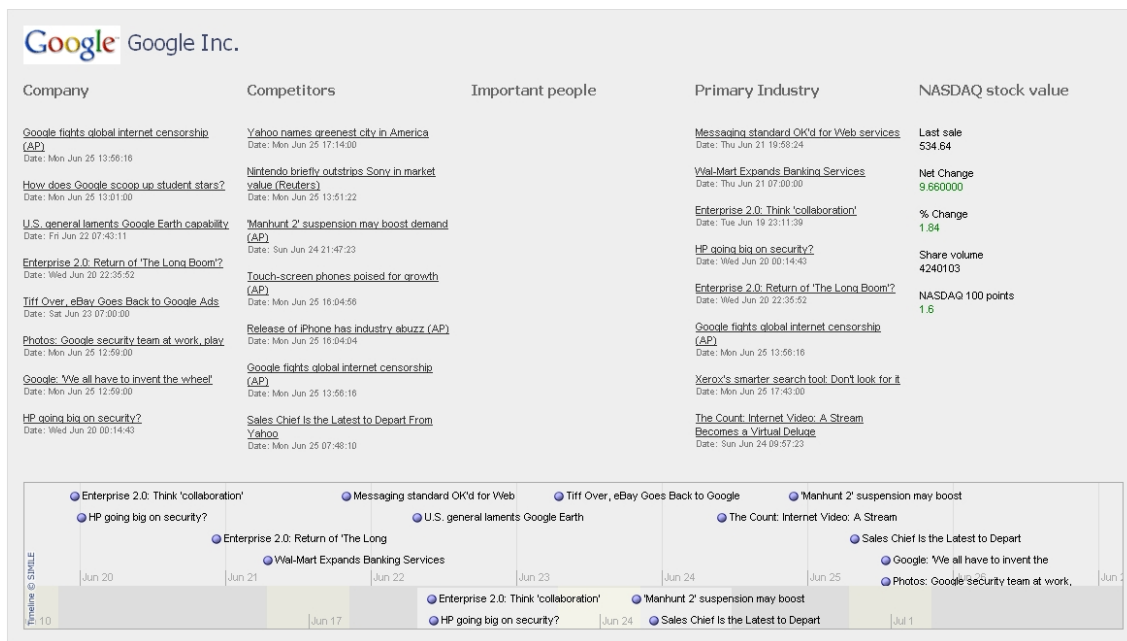 Google Google Inc.
Company
Google fights global internet censorship
(AP)
Date: Mon Jun 25 13:56:16
How does Google scoop up student stars?
Date: Mon Jun 25 13:01:00
U.S. general laments Google Earth capability
Date: Fri Jun 22 07:43:11
Enterprise 2.0: Return of 'The Long Boom'?
Date: Wed Jun 20 22:35:52
Tiff Over, eBay Goes Back to Google Ads
Date: Sat Jun 23 07:00:00
Photos: Google security team at work, play
Date: Mon Jun 25 12:59:00
Google: 'We all have to invent the wheel'
Date: Mon Jun 25 12:59:00
HP going big on security?
Date: Wed Jun 20 00:14:43
Competitors
Yahoo names greenest city in America
Date: Mon Jun 25 17:14:00
Nintendo briefly outstrips Sony in market
value (Reuters)
Date: Mon Jun 25 13:51:22
'Manhunt 2' suspension may boost demand
(AP)
Date: Sun Jun 24 21:47:23
Touch-screen phones poised for growth
(AP)
Date: Mon Jun 25 16:04:56
Release of iPhone has industry abuzz (AP)
Date: Mon Jun 25 16:04:04
Google fights global internet censorship
(AP)
Date: Mon Jun 25 13:56:16
Sales Chief Is the Latest to Depart From
Yahoo
Date: Mon Jun 25 07:48:10
Important people
Primary Industry
Messaging standard OK'd for Web services
Date: Thu Jun 21 19:58:24
Wal-Mart Expands Banking Services
Date: Thu Jun 21 07:00:00
Enterprise 2.0: Think 'collaboration'
Date: Tue Jun 19 23:11:39
HP going big on security?
Date: Wed Jun 20 00:14:43
Enterprise 2.0: Return of 'The Long Boom'?
Date: Wed Jun 20 22:35:52
Google fights global internet censorship
(AP)
Date: Mon Jun 25 13:56:16
Xerox's smarter search tool: Don't look for it
Date: Mon Jun 25 17:43:00
The Count: Internet Video: A Stream
Becomes a Virtual Deluge
Date: Sun Jun 24 09:57:23
NASDAQ stock value
Last sale
534.64
Net Change
9.660000
% Change
1.84
Share volume
4240103
NASDAQ 100 points
1.6
Enterprise 2.0: Think 'collaboration' Messaging standard OK'd for Web Tiff Over, eBay Goes Back to Google 'Manhunt 2' suspension may boost
HP going big on security? U.S. general laments Google Earth The Count: Internet Video: A Stream
Enterprise 2.0: Return of 'The Long Sales Chief Is the Latest to Depart
Wal-Mart Expands Banking Services Google: 'We all have to invent the
Jun 20 Jun 21 Jun 22 Jun 23 Jun 24 Jun 25 Photos: Google security team at work,
Timeline © SIMILE
Enterprise 2.0: Think 'collaboration' 'Manhunt 2' suspension may boost
10 Jun 17 HP going big on security? Jun 24 Sales Chief Is the Latest to Depart Jul 1